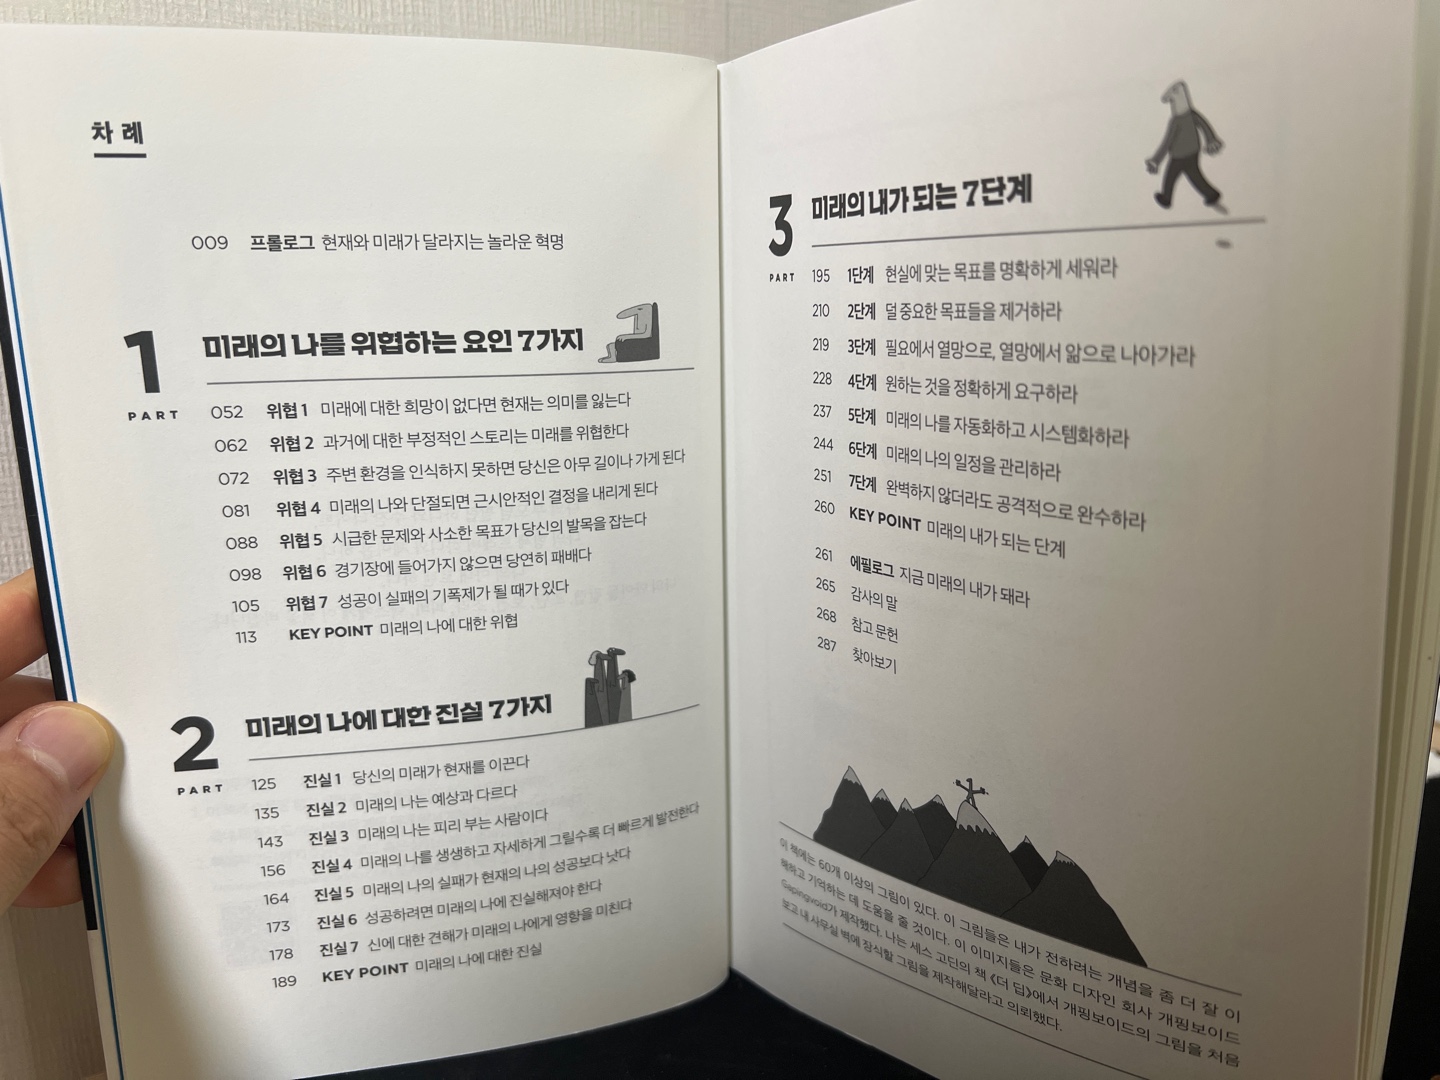 차례
009 프롤로그 현재와 미래가 달라지는 놀라운 혁명
1 미래의 나를 위협하는 요인 7가지
PART
052 위협 1 미래에 대한 희망이 없다면 현재는 의미를 잃는다
062 위협 2 과거에 대한 부정적인 스토리는 미래를 위협한다
072 위협 3 주변 환경을 인식하지 못하면 당신은 아무 길이나 가게 된다
081 위협 4 미래의 나와 단절되면 근시안적인 결정을 내리게 된다
088 위협 5 시급한 문제와 사소한 목표가 당신의 발목을 잡는다
098 위협 6 경기장에 들어가지 않으면 당연히 패배다
105 위협 7 성공이 실패의 기폭제가 될 때가 있다
113 KEY POINT 미래의 나에 대한 위협
2 미래의 나에 대한 진실 7가지
PART
125 진실 1 당신의 미래가 현재를 이끈다
135 진실 2 미래의 나는 예상과 다르다
143 진실 3 미래의 나는 피리 부는 사람이다
156 진실 4 미래의 나를 생생하고 자세하게 그릴수록 더 빠르게 발전한다
164 진실 5 미래의 나의 실패가 현재의 나의 성공보다 낫다
173 진실 6 성공하려면 미래의 나에 진실해져야 한다
178 진실 7 신에 대한 견해가 미래의 나에게 영향을 미친다
189 KEY POINT 미래의 나에 대한 진실
3 미래의 내가 되는 7단계
PART
195 1단계 현실에 맞는 목표를 명확하게 세워라
210 2단계 덜 중요한 목표들을 제거하라
219 3단계 필요에서 열망으로, 열망에서 앎으로 나아가라
228 4단계 원하는 것을 정확하게 요구하라
237 5단계 미래의 나를 자동화하고 시스템화하라
244 6단계 미래의 나의 일정을 관리하라
251 7단계 완벽하지 않더라도 공격적으로 완수하라
260 KEY POINT 미래의 내가 되는 단계
261 에필로그 지금 미래의 내가 돼라
265 감사의 말
268 참고 문헌
287 찾아보기
이 책에는 60개 이상의 그림이 있다. 이 그림들은 내가 전하려는 개념을 좀 더 잘 이
해하고 기억하는 데 도움을 줄 것이다. 이 이미지들은 문화 디자인 회사 개핑보이드
Gapingvoid가 제작했다. 나는 세스 고딘의 책 《더 딥》에서 개핑보이드의 그림을 처음
보고 내 사무실 벽에 장식할 그림을 제작해달라고 의뢰했다.